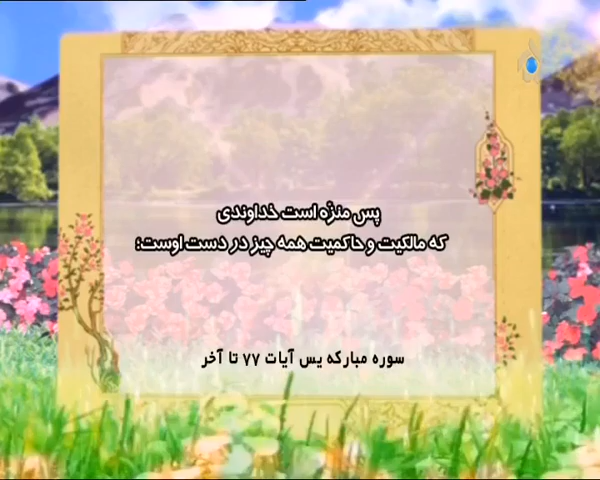 پس منزّه است خداوندی
که مالکیت و حاکمیت همه چیز در دست اوست؛
سوره مبارکه یس آیات ۷۷ تا آخر